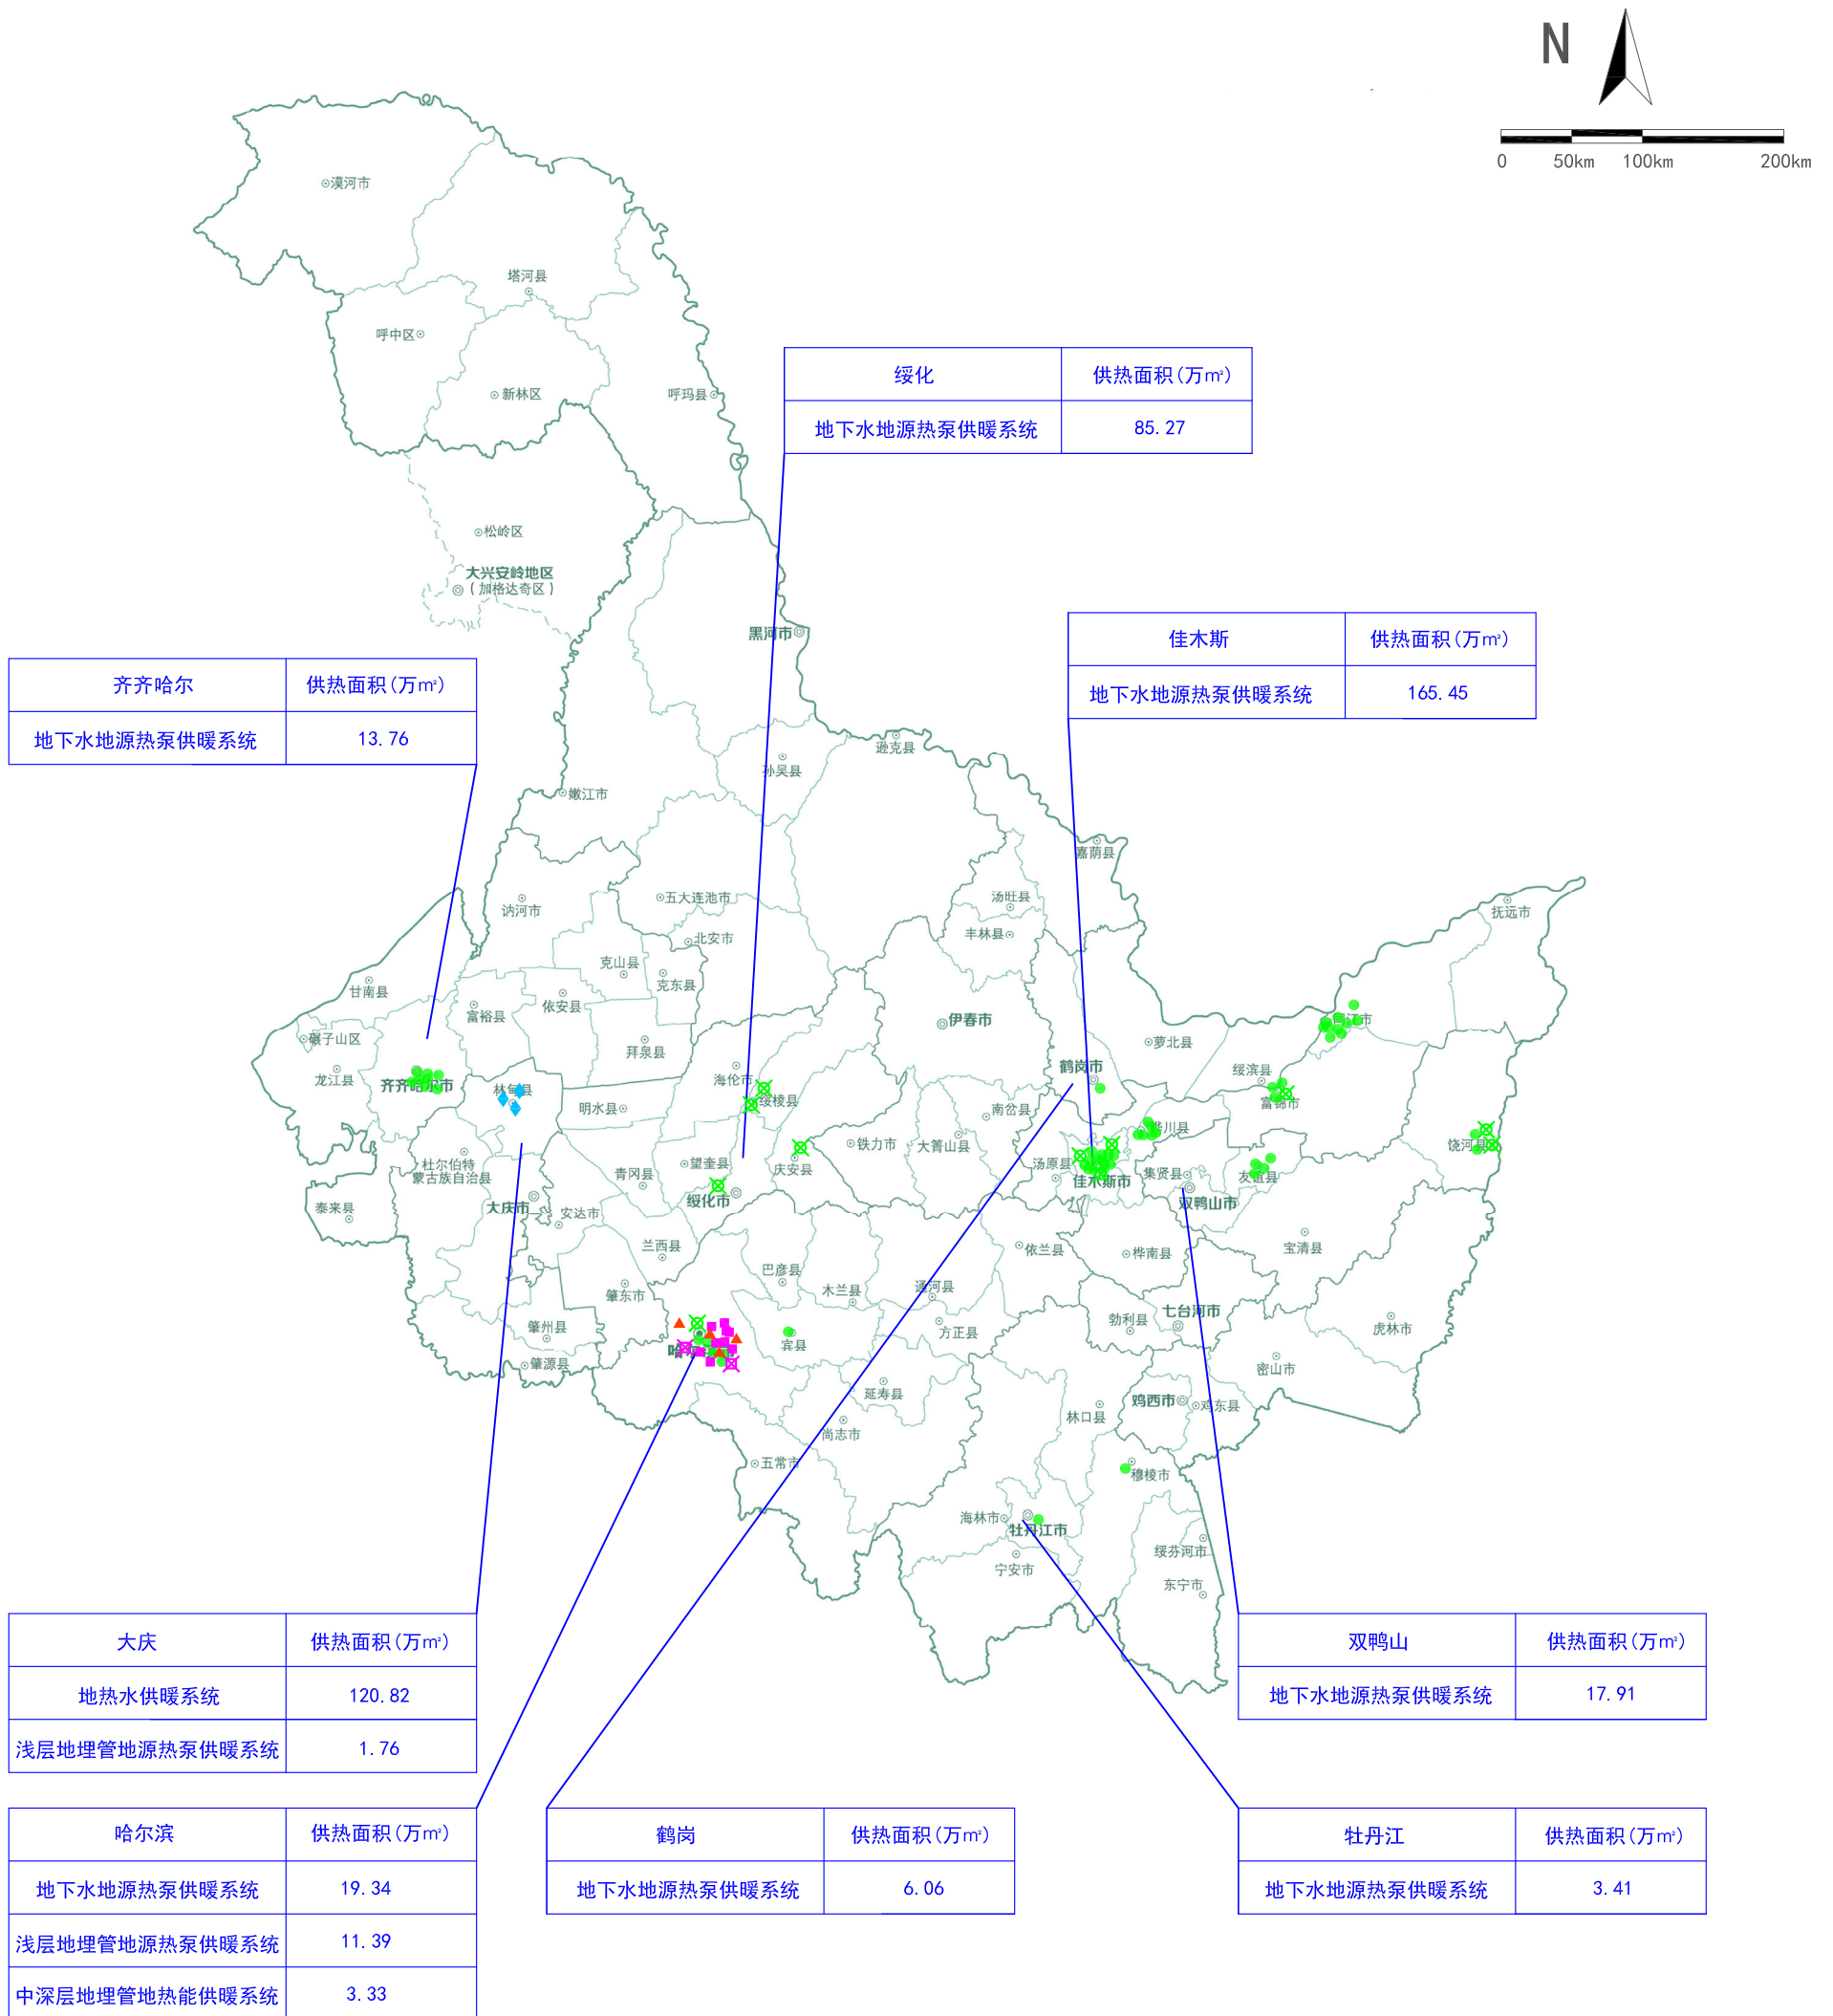 N
0 50km 100km 200km
漠河市
塔河县
呼中区
新林区
呼玛县
绥化 供热面积(万㎡)
地下水地源热泵供暖系统 85.27
松岭区
大兴安岭地区
(加格达奇区)
黑河市
佳木斯 供热面积(万㎡)
地下水地源热泵供暖系统 165.45
齐齐哈尔 供热面积(万㎡)
地下水地源热泵供暖系统 13.76
逊克县
孙吴县
嫩江市
嘉荫县
讷河市
五大连池市
汤旺县
抚远市
北安市
丰林县
克山县
克东县
甘南县
富裕县
依安县
伊春市
同江市
碾子山区
拜泉县
萝北县
龙江县
海伦市
鹤岗市
绥滨县
齐齐哈尔市
林甸县
明水县
绥棱县
南岔县
富锦市
铁力市
大菁山县
桦川县
饶河县
杜尔伯特
蒙古族自治县
望奎县
庆安县
汤原县
集贤县
友谊县
青冈县
佳木斯市
泰来县
大庆市
安达市
绥化市
双鸭山市
兰西县
依兰县
桦南县
宝清县
巴彦县
木兰县
通河县
肇东市
七台河市
肇州县
勃利县
虎林市
方正县
宾县
肇源县
密山市
延寿县
鸡西市
鸡东县
林口县
尚志市
五常市
穆棱市
海林市
牡丹江市
绥芬河市
宁安市
东宁市
大庆 供热面积(万㎡)
地热水供暖系统 120.82
浅层地埋管地源热泵供暖系统 1.76
双鸭山 供热面积(万㎡)
地下水地源热泵供暖系统 17.91
哈尔滨 供热面积(万㎡)
地下水地源热泵供暖系统 19.34
浅层地埋管地源热泵供暖系统 11.39
中深层地埋管地热能供暖系统 3.33
鹤岗 供热面积(万㎡)
地下水地源热泵供暖系统 6.06
牡丹江 供热面积(万㎡)
地下水地源热泵供暖系统 3.41